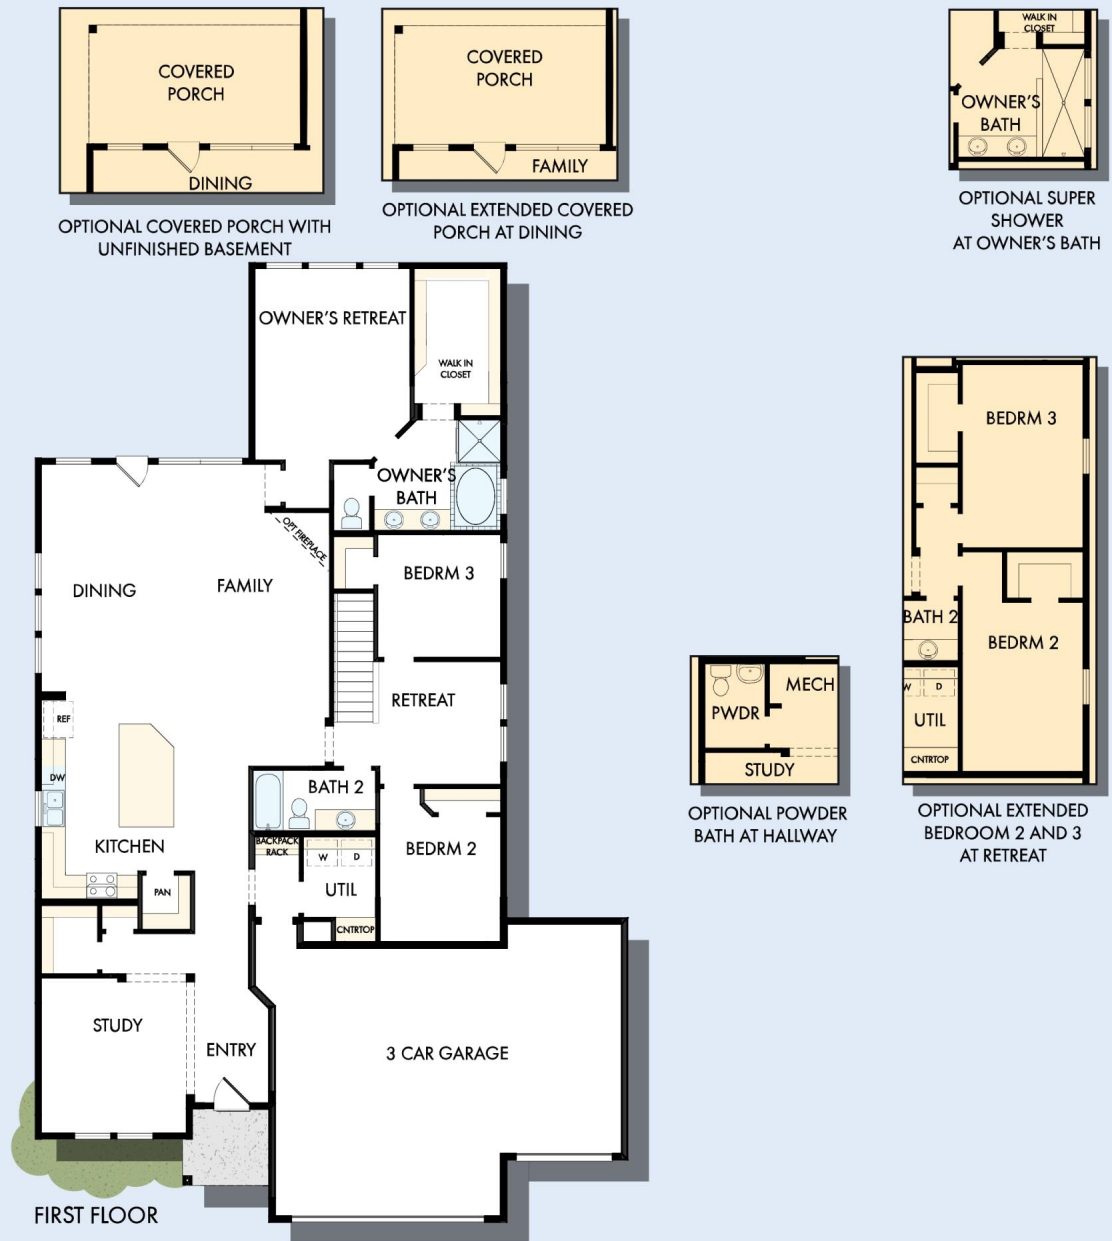 COVERED
PORCH
DINING
OPTIONAL COVERED PORCH WITH
UNFINISHED BASEMENT
COVERED
PORCH
FAMILY
OPTIONAL EXTENDED COVERED
PORCH AT DINING
WALK IN
CLOSET
OWNER'S
BATH
OPTIONAL SUPER
SHOWER
AT OWNER'S BATH
OWNER'S RETREAT
WALK IN
CLOSET
OWNER'S
BATH
OPT FIREPLACE
BEDRM 3
DINING
FAMILY
RETREAT
REF
DW
BATH 2
KITCHEN
BACKPACK
RACK
W
D
BEDRM 2
PAN
UTIL
CNTRTOP
STUDY
ENTRY
3 CAR GARAGE
FIRST FLOOR
PWDR
MECH
STUDY
OPTIONAL POWDER
BATH AT HALLWAY
BEDRM 3
BATH 2
BEDRM 2
W
D
UTIL
CNTRTOP
OPTIONAL EXTENDED
BEDROOM 2 AND 3
AT RETREAT